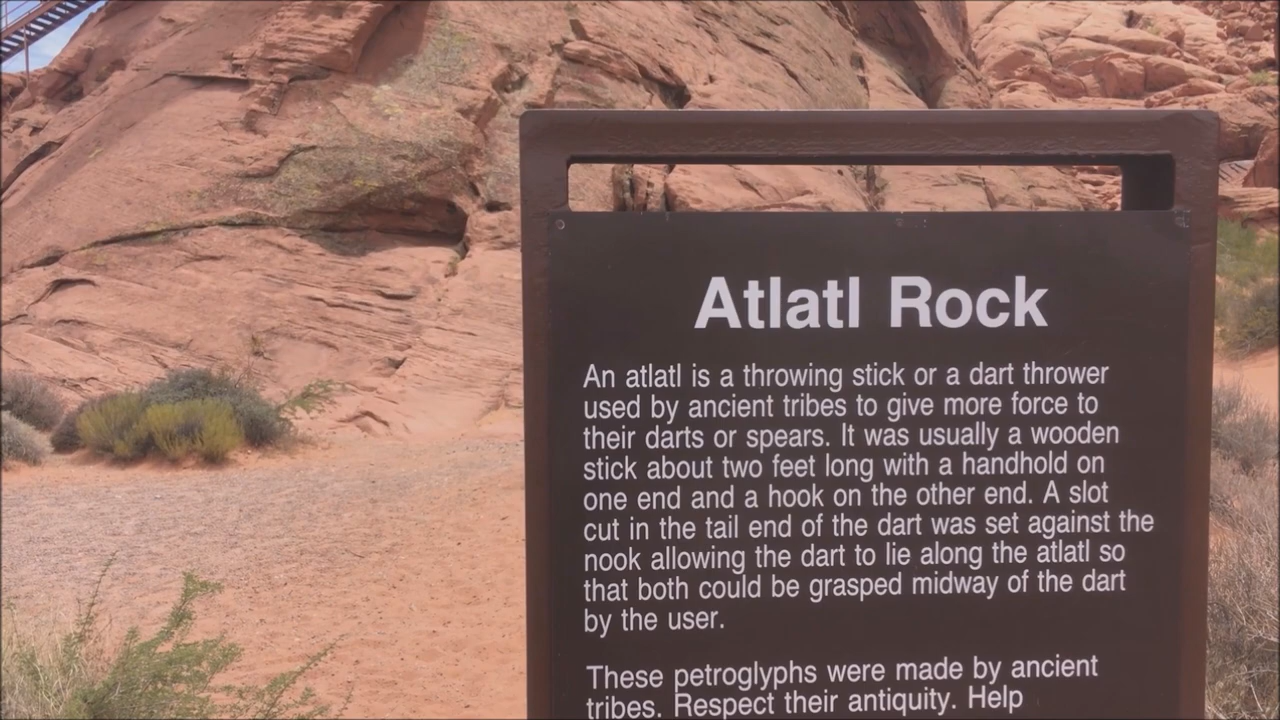 Atlatl Rock
An atlatl is a throwing stick or a dart thrower
used by ancient tribes to give more force to
their darts or spears. It was usually a wooden
stick about two feet long with a handhold on
one end and a hook on the other end. A slot
cut in the tail end of the dart was set against the
nook allowing the dart to lie along the atlatl so
that both could be grasped midway of the dart
by the user.
These petroglyphs were made by ancient
tribes. Respect their antiquity. Help